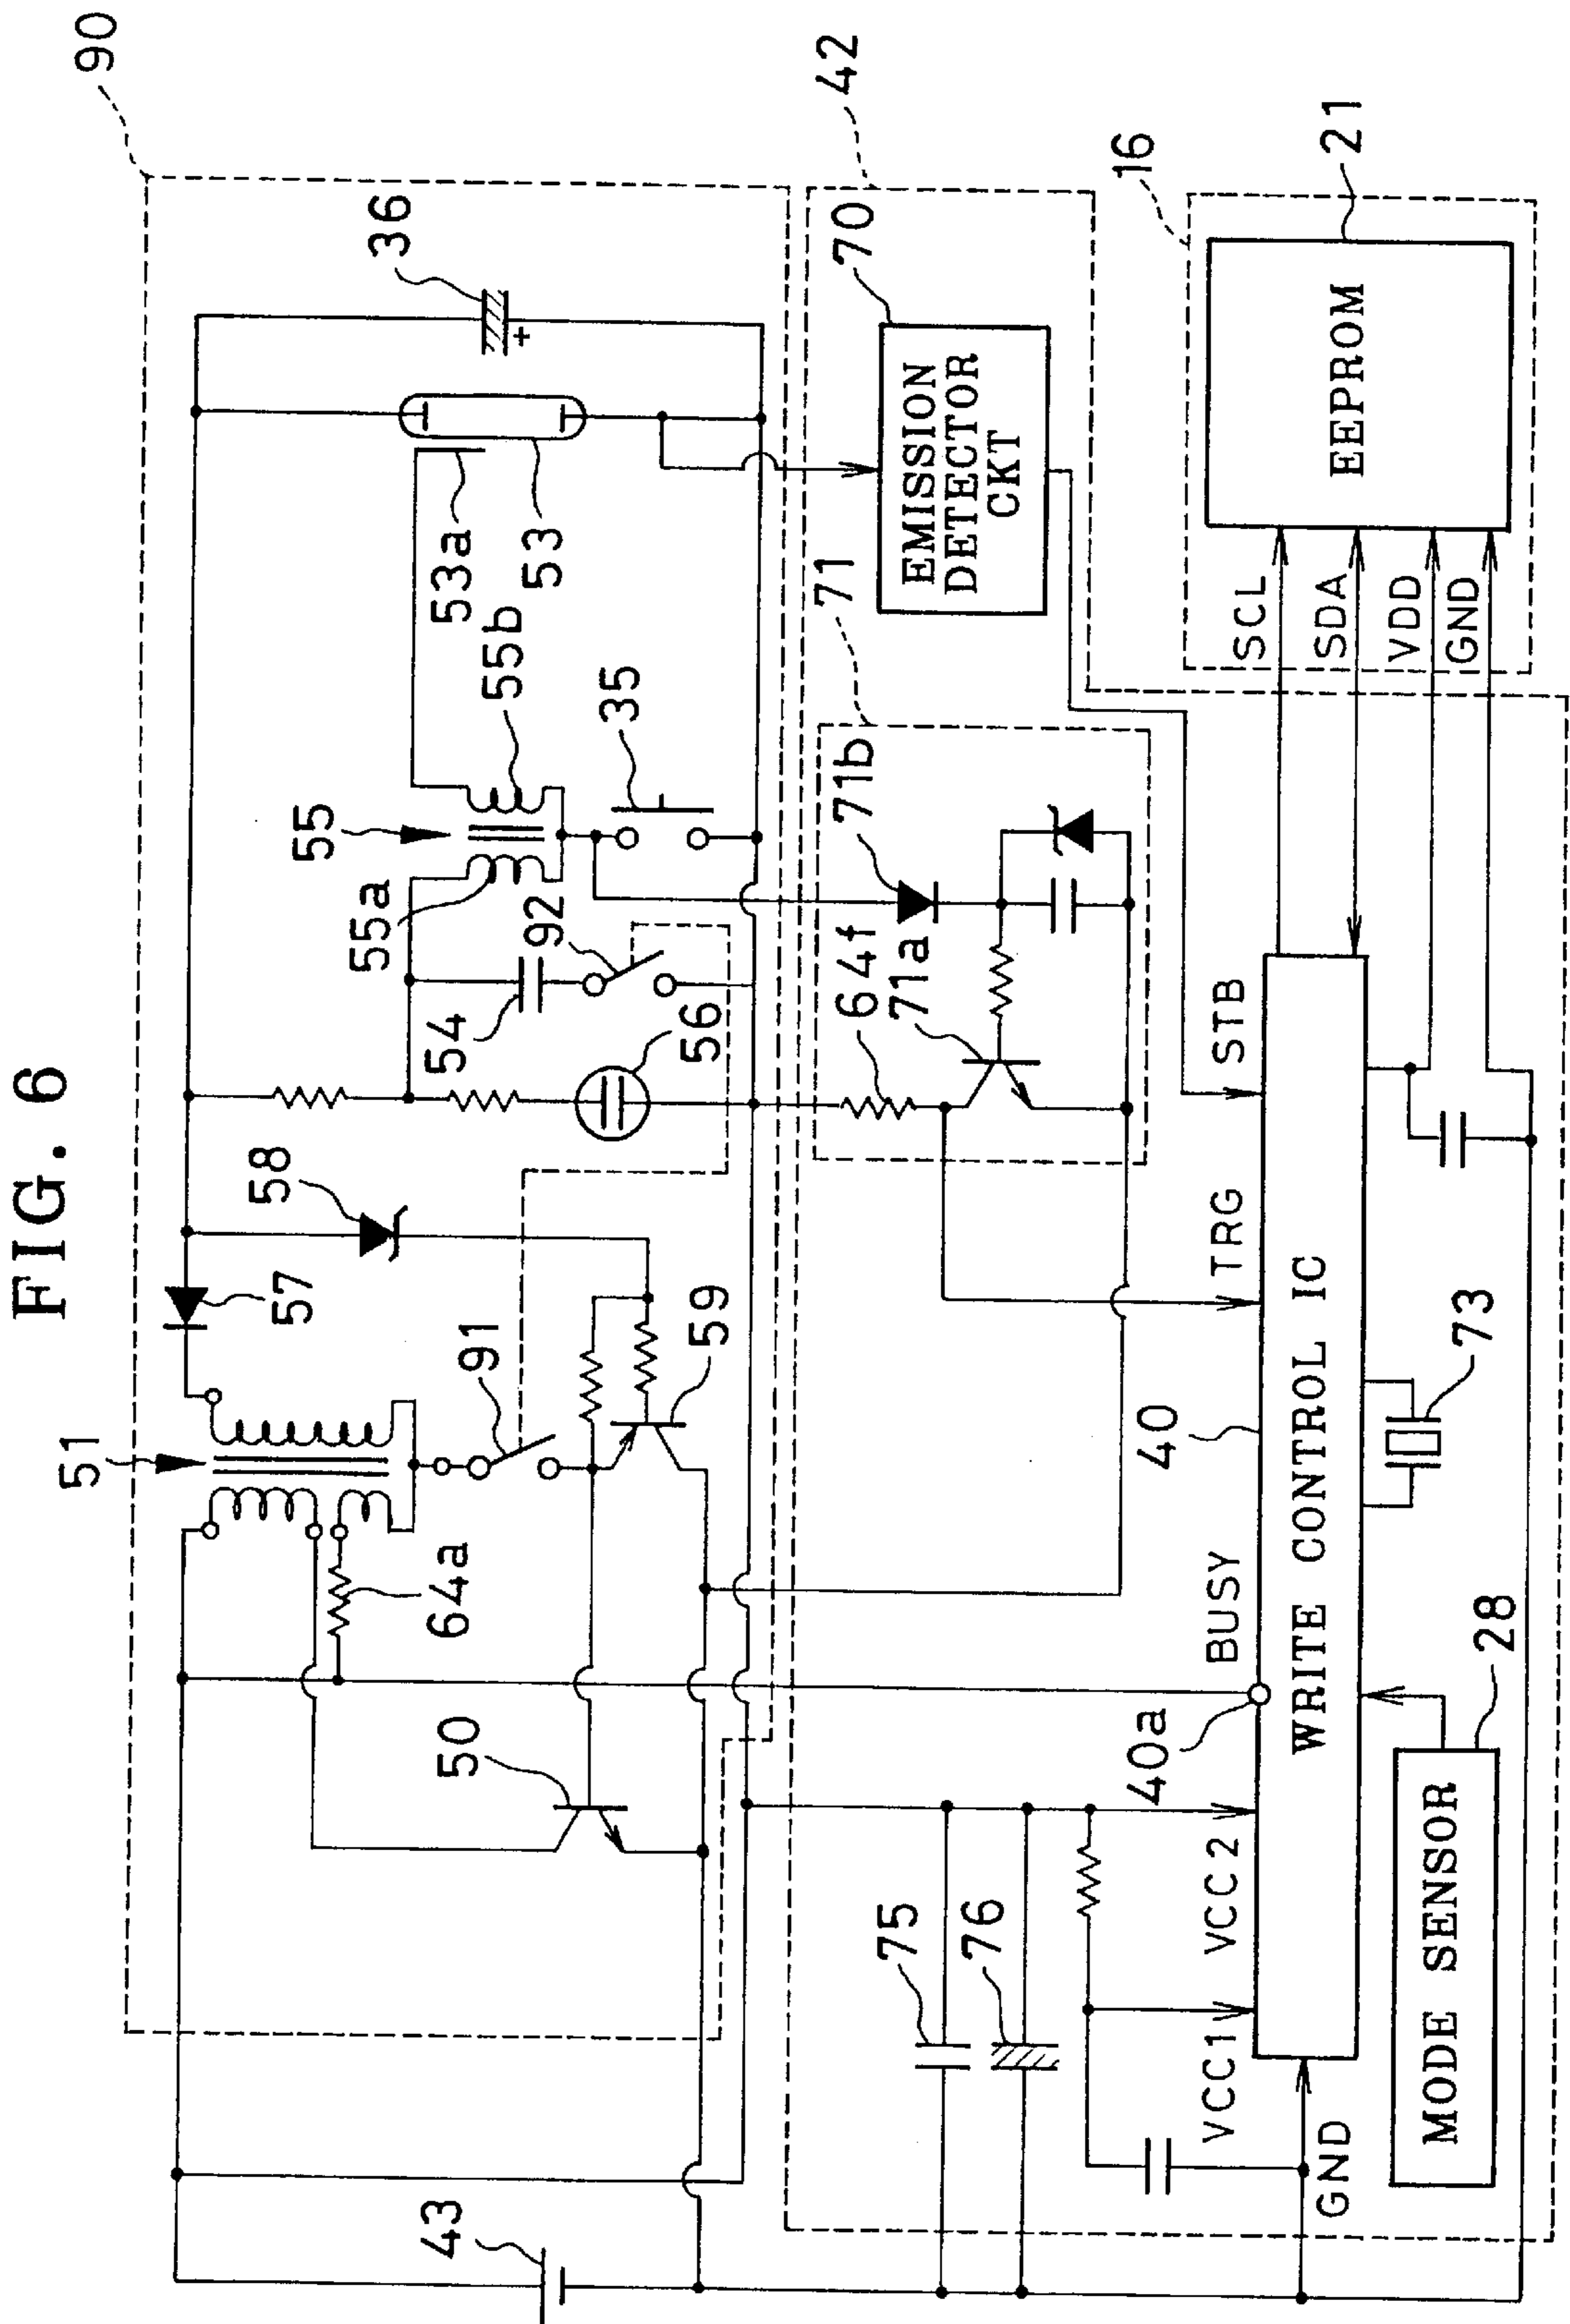 FIG. 6
90
51
57
58
55
55a
55b
53a
53
36
42
54
92
35
56
91
59
64a
50
43
71
71b
64f
71a
70
EMISSION
DETECTOR
CKT
16
21
EEPROM
SCL
SDA
VDD
GND
75
76
VCC1
VCC2
40a
BUSY
40
TRG
STB
WRITE CONTROL IC
GND
MODE SENSOR
28
73
+